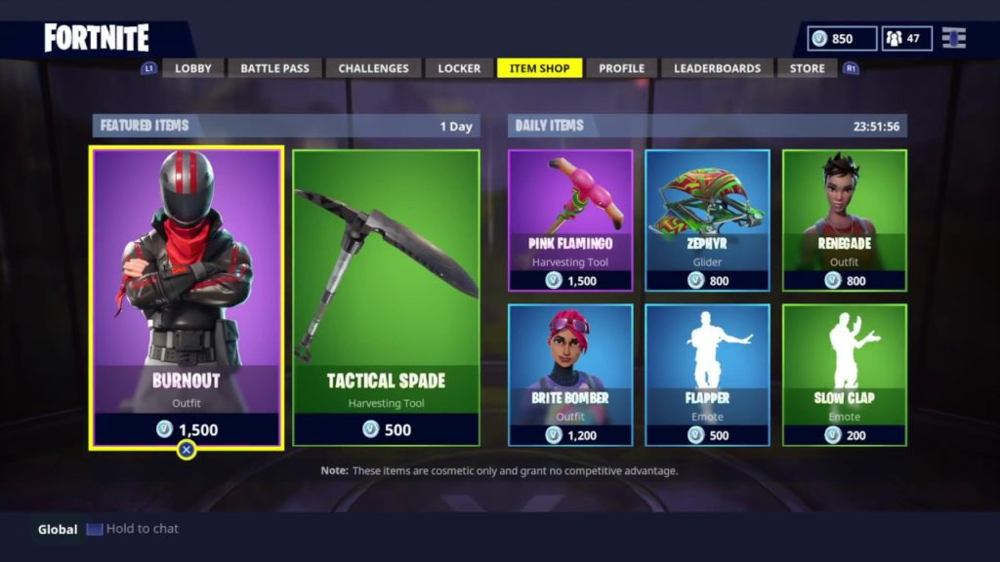 FORTNITE
850
47
L1
LOBBY
BATTLE PASS
CHALLENGES
LOCKER
ITEM SHOP
PROFILE
LEADERBOARDS
STORE
R1
FEATURED ITEMS
1 Day
BURNOUT
Outfit
1,500
TACTICAL SPADE
Harvesting Tool
500
DAILY ITEMS
23:51:56
PINK FLAMINGO
Harvesting Tool
1,500
ZEPHYR
Glider
800
RENEGADE
Outfit
800
BRITE BOMBER
Outfit
1,200
FLAPPER
Emote
500
SLOW CLAP
Emote
200
Note: These items are cosmetic only and grant no competitive advantage.
Global
Hold to chat